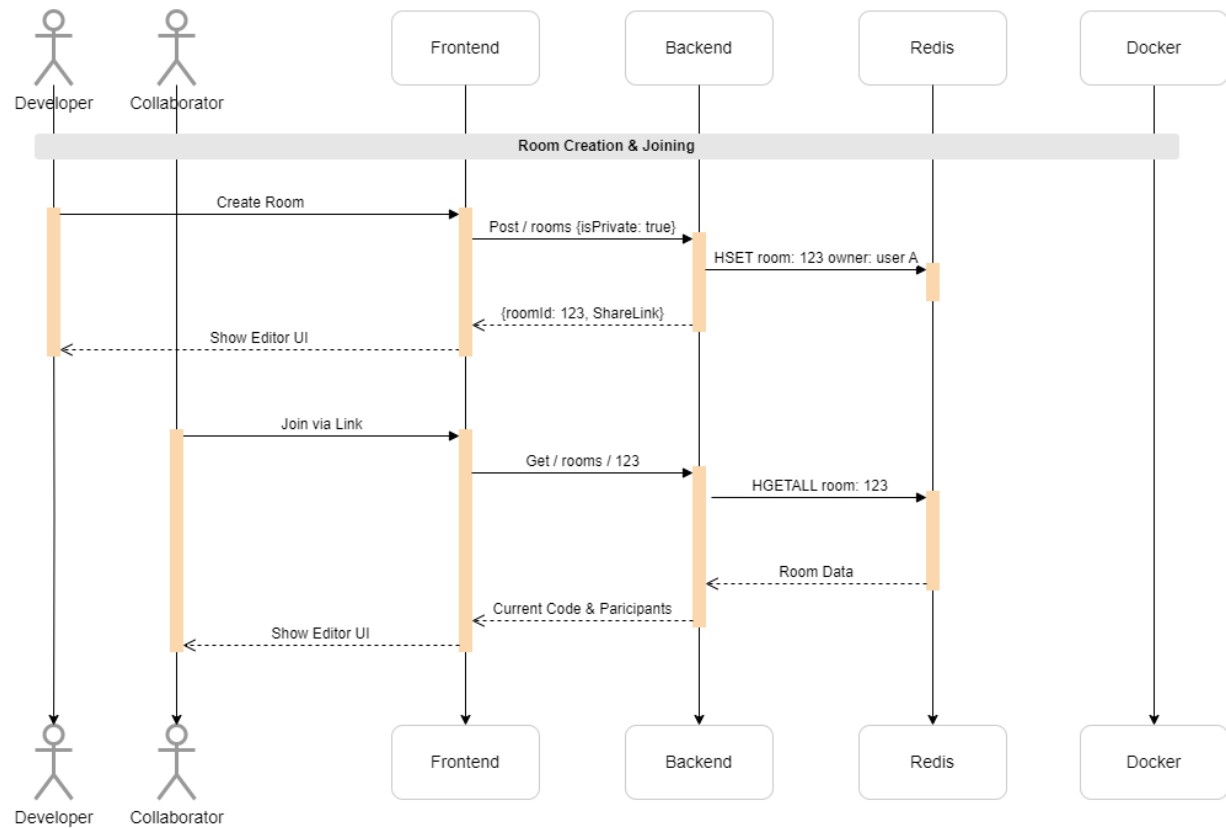 Developer
Collaborator
Frontend
Backend
Redis
Docker
Room Creation & Joining
Create Room
Post / rooms {isPrivate: true}
HSET room: 123 owner: user A
{roomId: 123, ShareLink}
Show Editor UI
Join via Link
Get / rooms / 123
HGETALL room: 123
Room Data
Current Code & Paricipants
Show Editor UI
Developer
Collaborator
Frontend
Backend
Redis
Docker